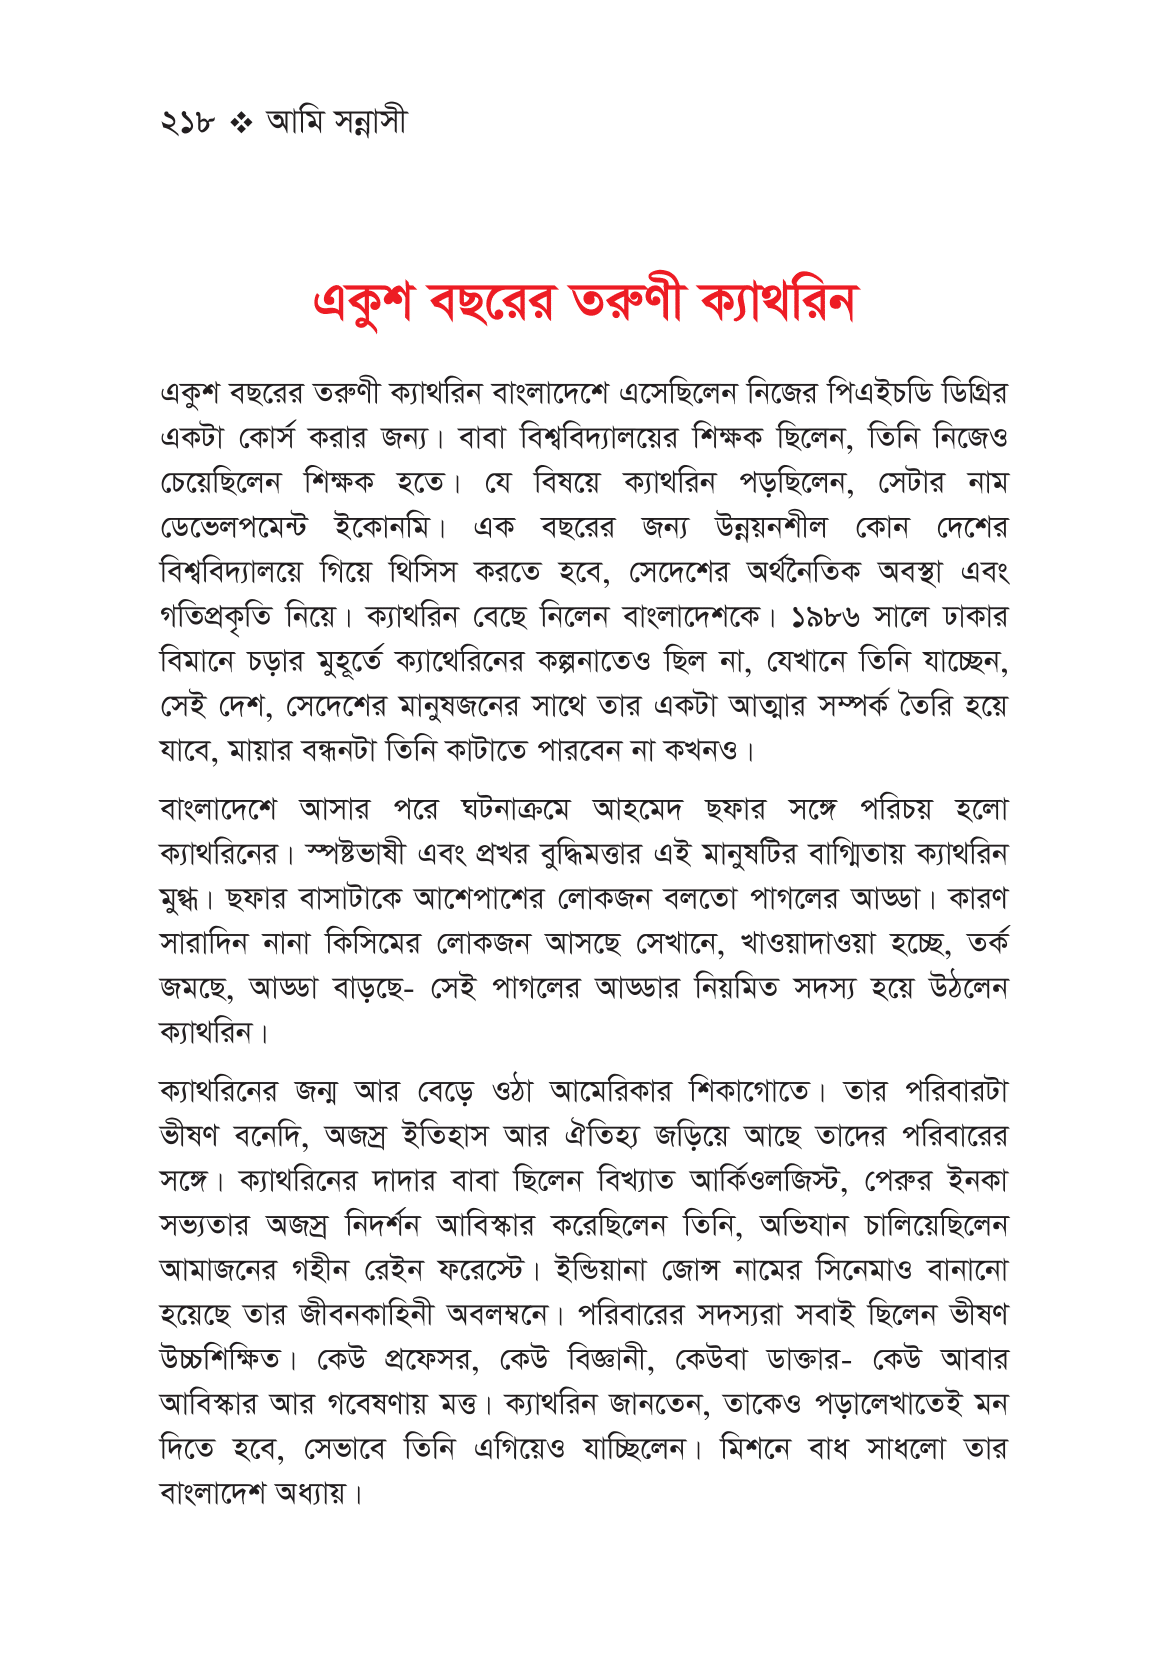 ২১৮ ❖ আমি সন্নাসী
একুশ বছরের তরুণী ক্যাথরিন
একুশ বছরের তরুণী ক্যাথরিন বাংলাদেশে এসেছিলেন নিজের পিএইচডি ডিগ্রির
একটা কোর্স করার জন্য। বাবা বিশ্ববিদ্যালয়ের শিক্ষক ছিলেন, তিনি নিজেও
চেয়েছিলেন শিক্ষক হতে। যে বিষয়ে ক্যাথরিন পড়ছিলেন, সেটার নাম
ডেভেলপমেন্ট ইকোনমি। এক বছরের জন্য উন্নয়নশীল কোন দেশের
বিশ্ববিদ্যালয়ে গিয়ে থিসিস করতে হবে, সেদেশের অর্থনৈতিক অবস্থা এবং
গতিপ্রকৃতি নিয়ে। ক্যাথরিন বেছে নিলেন বাংলাদেশকে। ১৯৮৬ সালে ঢাকার
বিমানে চড়ার মুহূর্তে ক্যাথেরিনের কল্পনাতেও ছিল না, যেখানে তিনি যাচ্ছেন,
সেই দেশ, সেদেশের মানুষজনের সাথে তার একটা আত্মার সম্পর্ক তৈরি হয়ে
যাবে, মায়ার বন্ধনটা তিনি কাটাতে পারবেন না কখনও।
বাংলাদেশে আসার পরে ঘটনাক্রমে আহমেদ ছফার সঙ্গে পরিচয় হলো
ক্যাথরিনের। স্পষ্টভাষী এবং প্রখর বুদ্ধিমত্তার এই মানুষটির বাগ্মিতায় ক্যাথরিন
মুগ্ধ। ছফার বাসাটাকে আশেপাশের লোকজন বলতো পাগলের আড্ডা। কারণ
সারাদিন নানা কিসিমের লোকজন আসছে সেখানে, খাওয়াদাওয়া হচ্ছে, তর্ক
জমছে, আড্ডা বাড়ছে- সেই পাগলের আড্ডার নিয়মিত সদস্য হয়ে উঠলেন
ক্যাথরিন।
ক্যাথরিনের জন্ম আর বেড়ে ওঠা আমেরিকার শিকাগোতে। তার পরিবারটা
ভীষণ বনেদি, অজস্র ইতিহাস আর ঐতিহ্য জড়িয়ে আছে তাদের পরিবারের
সঙ্গে। ক্যাথরিনের দাদার বাবা ছিলেন বিখ্যাত আর্কিওলজিস্ট, পেরুর ইনকা
সভ্যতার অজস্র নিদর্শন আবিস্কার করেছিলেন তিনি, অভিযান চালিয়েছিলেন
আমাজনের গহীন রেইন ফরেস্টে। ইন্ডিয়ানা জোন্স নামের সিনেমাও বানানো
হয়েছে তার জীবনকাহিনী অবলম্বনে। পরিবারের সদস্যরা সবাই ছিলেন ভীষণ
উচ্চশিক্ষিত। কেউ প্রফেসর, কেউ বিজ্ঞানী, কেউবা ডাক্তার- কেউ আবার
আবিস্কার আর গবেষণায় মত্ত। ক্যাথরিন জানতেন, তাকেও পড়ালেখাতেই মন
দিতে হবে, সেভাবে তিনি এগিয়েও যাচ্ছিলেন। মিশনে বাধ সাধলো তার
বাংলাদেশ অধ্যায়।